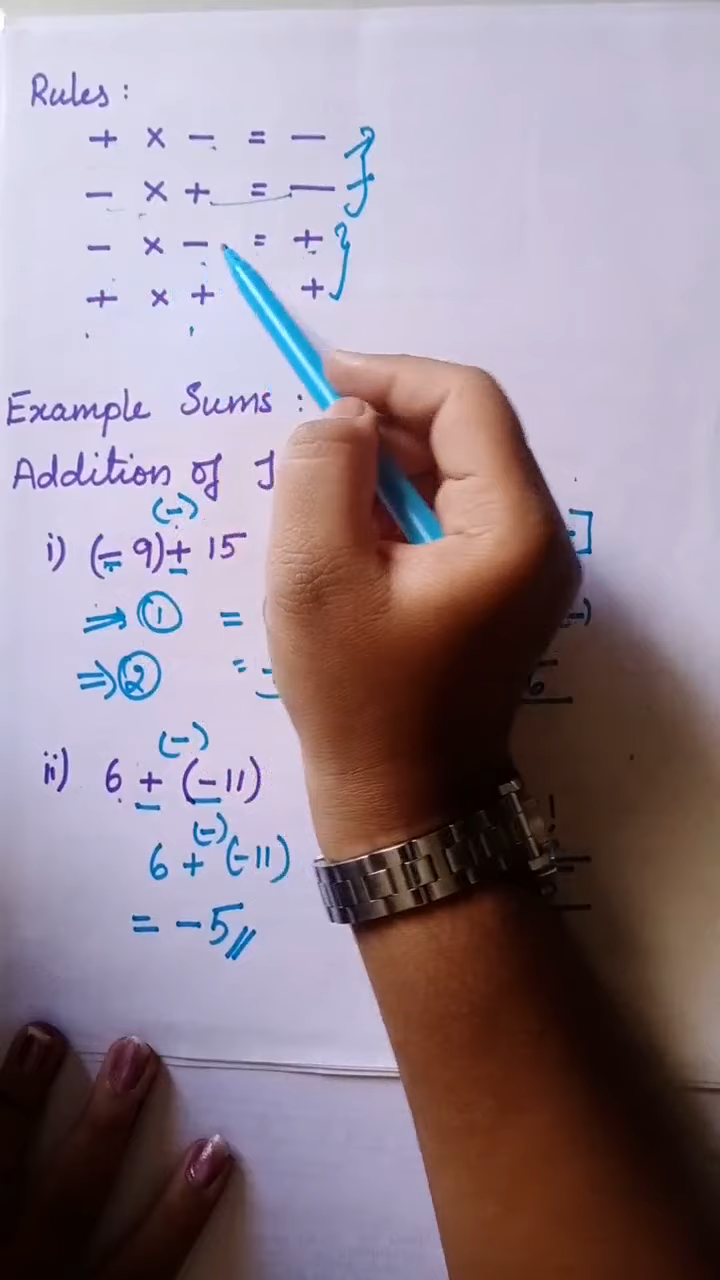 Rules :
+ × - = -
- × + = -
- × - = +
+ × + +
Example Sums :
Addition of
(-)
i) (-9) + 15
⇒ ① =
⇒ ② =
(-)
ii) 6 + (-11)
(-)
6 + (-11)
= -5